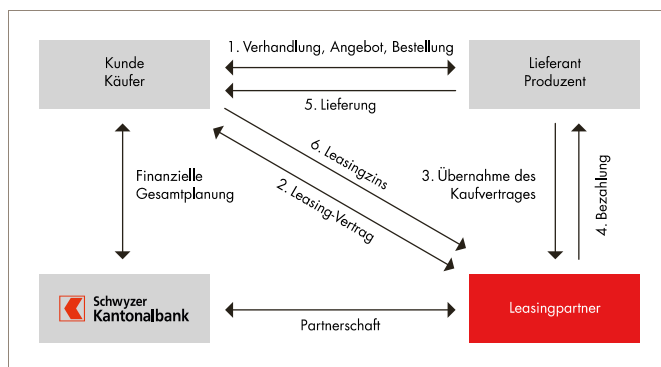 Kunde
Käufer
1. Verhandlung, Angebot, Bestellung
Lieferant
Produzent
5. Lieferung
6. Leasingzins
2. Leasing-Vertrag
Finanzielle
Gesamtplanung
3. Übernahme des
Kaufvertrages
4. Bezahlung
Schwyzer
Kantonalbank
Partnerschaft
Leasingpartner